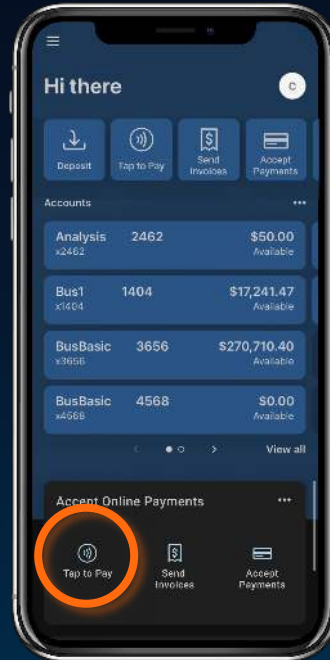 Hi there
C
Deposit
Tap to Pay
Send
Invoices
Accept
Payments
Accounts
Analysis 2462 $50.00
x2462 Available
Bus1 1404 $17,241.47
x1404 Available
BusBasic 3656 $270,710.40
x3656 Available
BusBasic 4568 $0.00
x4568 Available
View all
Accept Online Payments
Tap to Pay
Send
Invoices
Accept
Payments